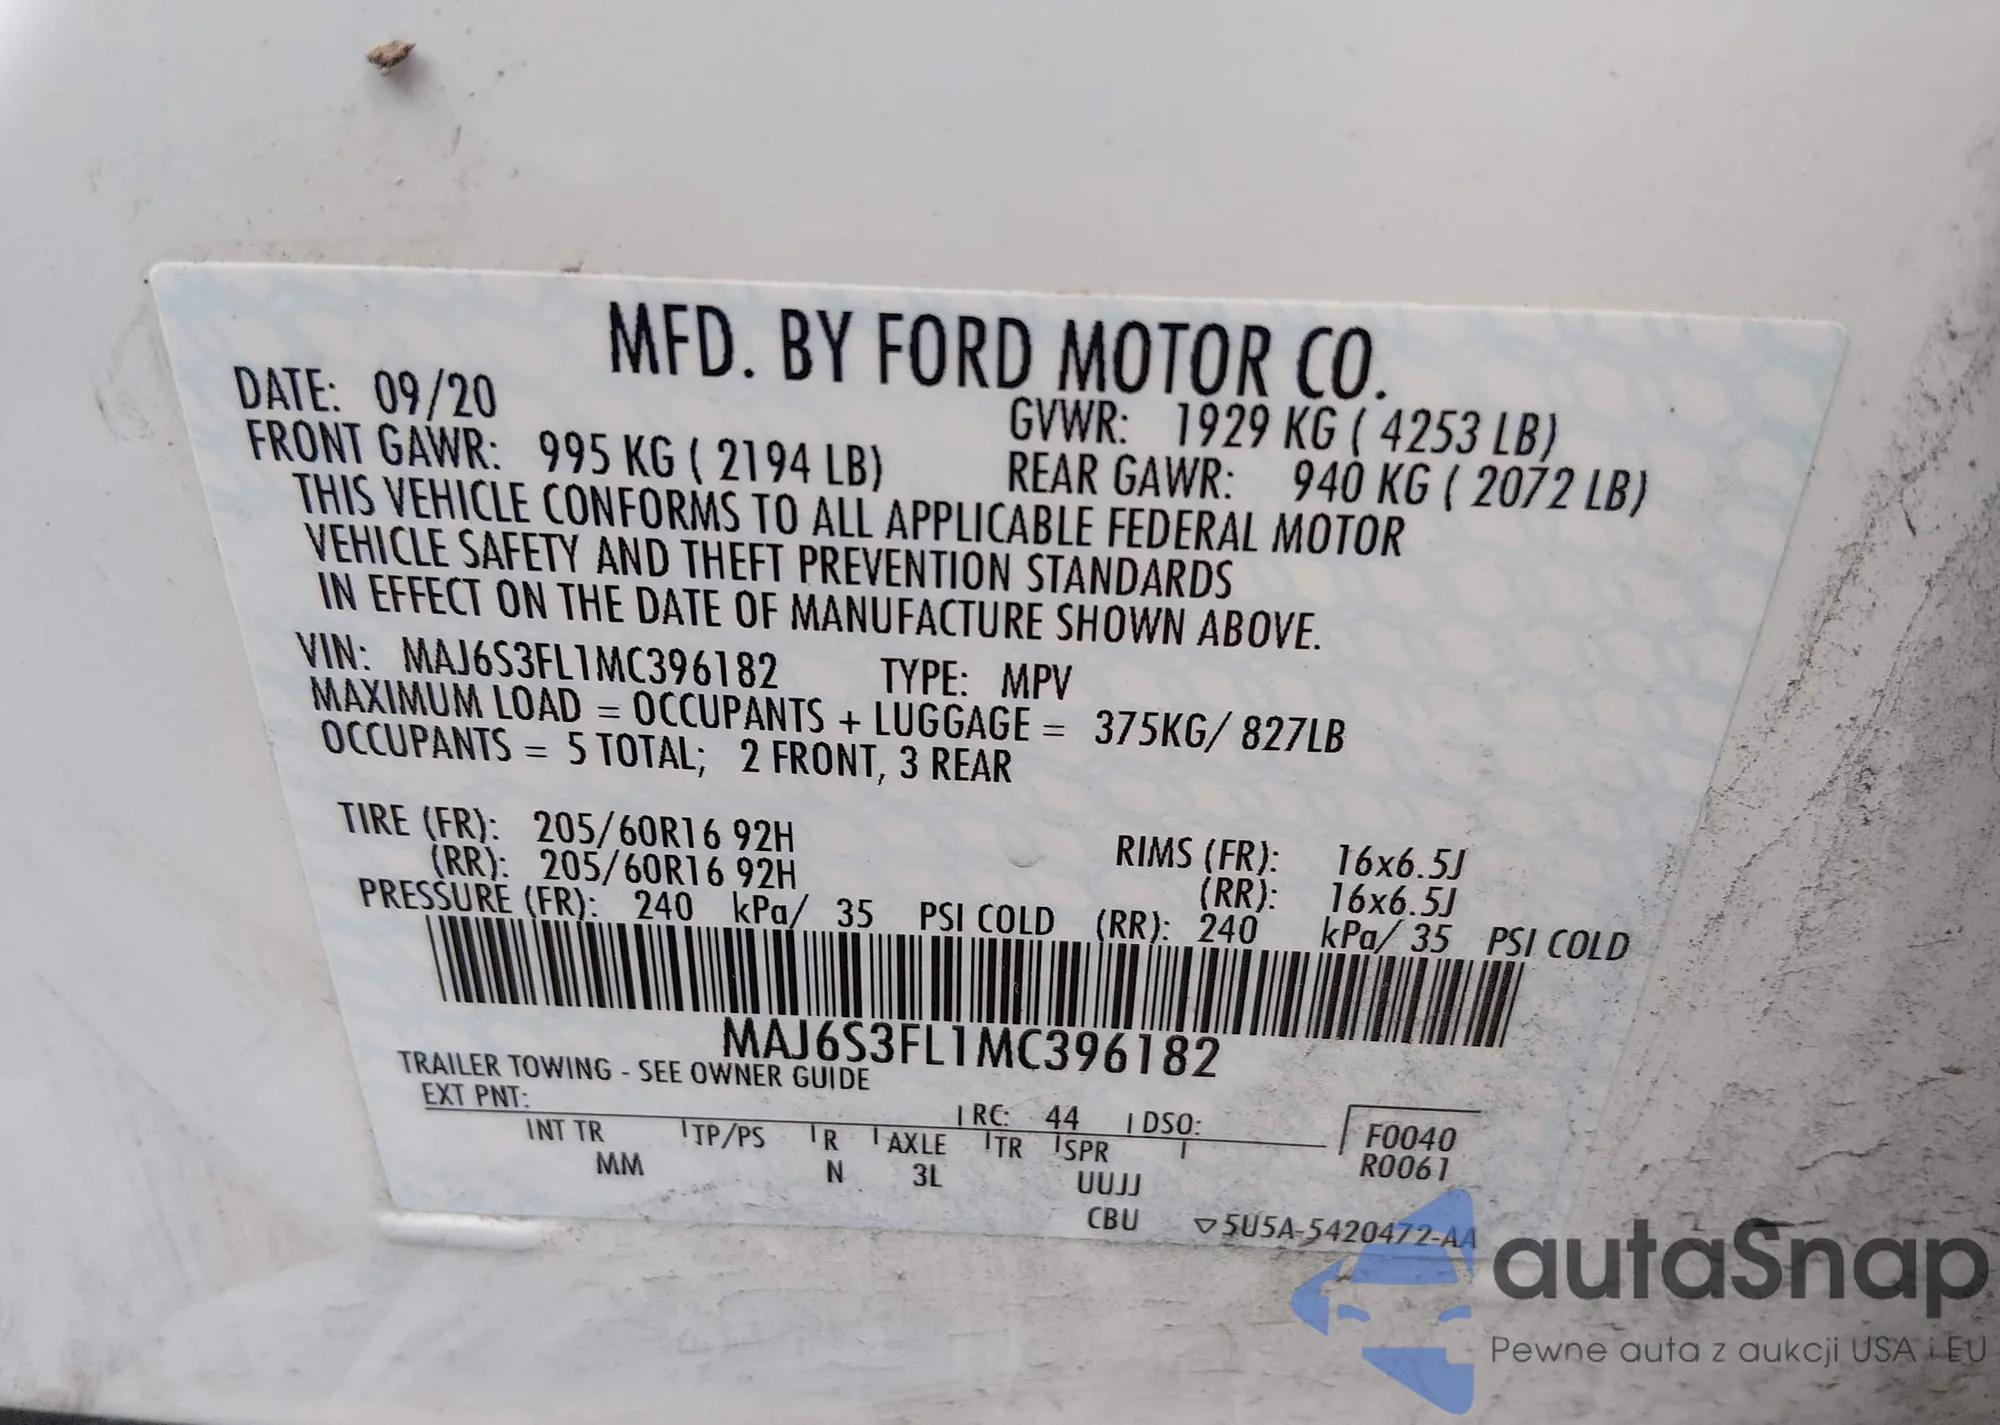 MFD. BY FORD MOTOR CO.
DATE: 09/20 GVWR: 1929 KG ( 4253 LB)
FRONT GAWR: 995 KG ( 2194 LB) REAR GAWR: 940 KG ( 2072 LB)
THIS VEHICLE CONFORMS TO ALL APPLICABLE FEDERAL MOTOR
VEHICLE SAFETY AND THEFT PREVENTION STANDARDS
IN EFFECT ON THE DATE OF MANUFACTURE SHOWN ABOVE.
VIN: MAJ6S3FL1MC396182 TYPE: MPV
MAXIMUM LOAD = OCCUPANTS + LUGGAGE = 375KG/ 827LB
OCCUPANTS = 5 TOTAL; 2 FRONT, 3 REAR
TIRE (FR): 205/60R16 92H RIMS (FR): 16x6.5J
(RR): 205/60R16 92H (RR): 16x6.5J
PRESSURE (FR): 240 kPa/ 35 PSI COLD (RR): 240 kPa/ 35 PSI COLD
MAJ6S3FL1MC396182
TRAILER TOWING - SEE OWNER GUIDE
EXT PNT: RC: 44 DSO: F0040
INT TR TP/PS R AXLE TR SPR R0061
MM N 3L UUJJ
CBU ▽5U5A-5420472-AA
autaSnap
Pewne auta z aukcji USA i EU